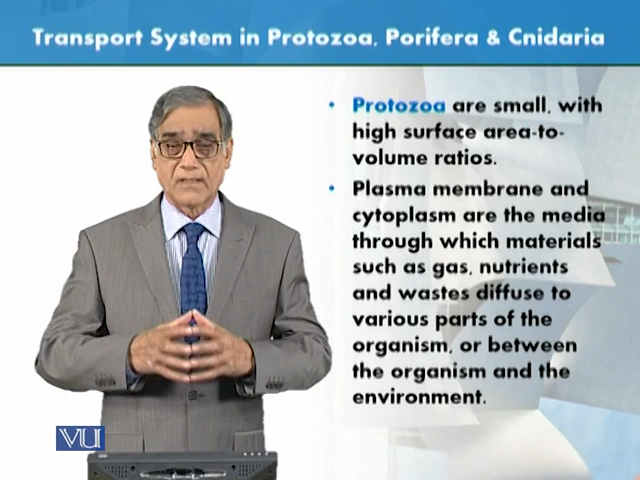 Transport System in Protozoa, Porifera & Cnidaria
• Protozoa are small, with
high surface area-to-
volume ratios.
• Plasma membrane and
cytoplasm are the media
through which materials
such as gas, nutrients
and wastes diffuse to
various parts of the
organism, or between
the organism and the
environment.
VU